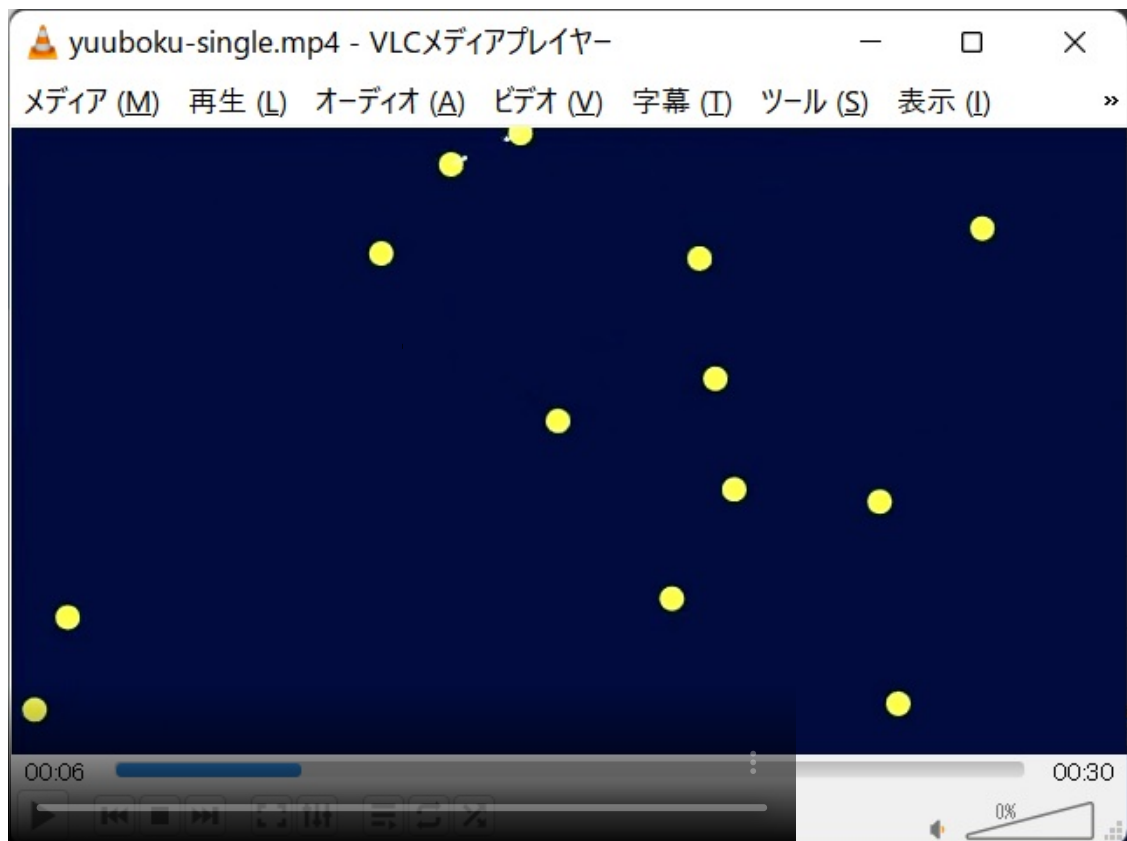 yuuboku-single.mp4 - VLCメディアプレイヤー
メディア (M) 再生 (L) オーディオ (A) ビデオ (V) 字幕 (T) ツール (S) 表示 (I) »
00:06 00:30
0%